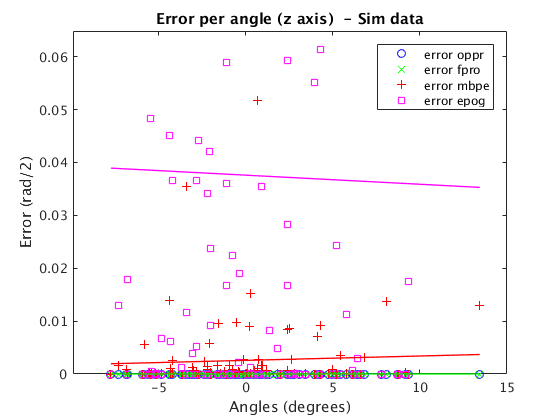 Error per angle (z axis) - Sim data
error oppr
error fpro
error mbpe
error epog
0.06
0.05
0.04
0.03
0.02
0.01
0
Error (rad/2)
-5
0
5
10
15
Angles (degrees)